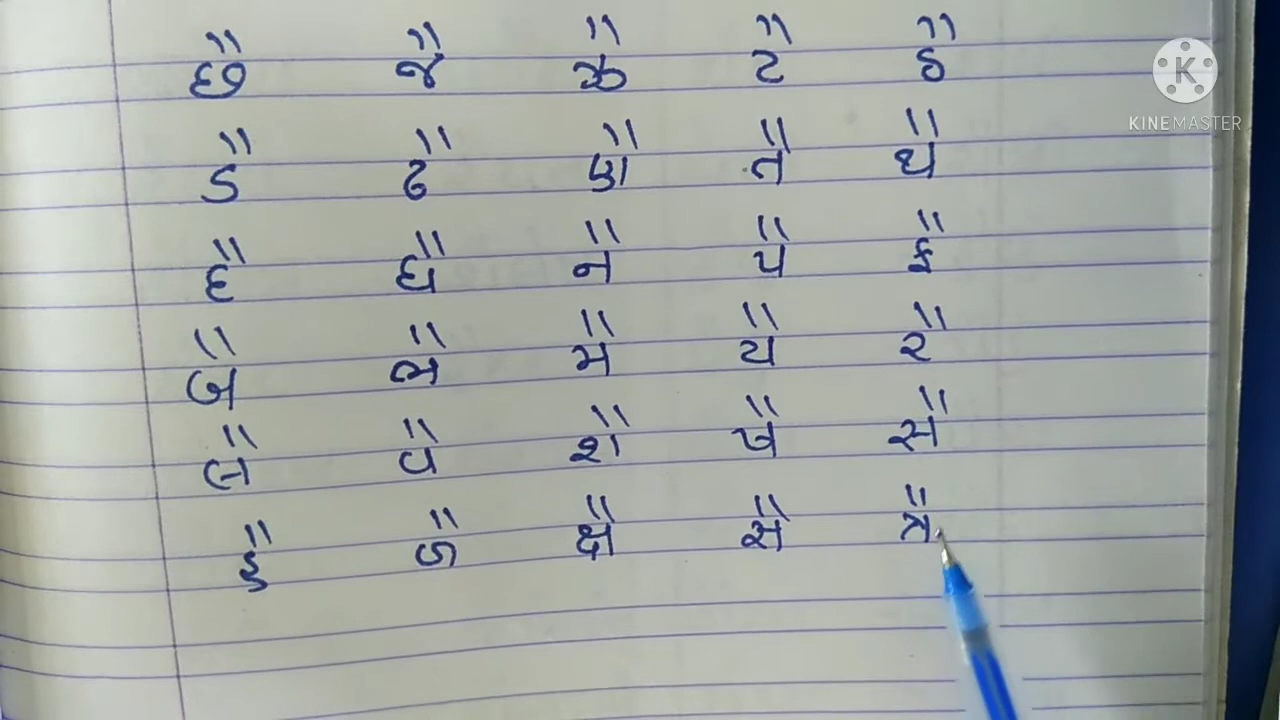 છૈ જૈ ઝૈ ટૈ ઠૈ
KINEMASTER
ડૈ ઢૈ ણૈ તૈ થૈ
દૈ ધૈ નૈ પૈ ફૈ
બૈ ભૈ મૈ યૈ રૈ
લૈ વૈ શૈ ષૈ સૈ
હૈ ળૈ ક્ષૈ ત્રૈ